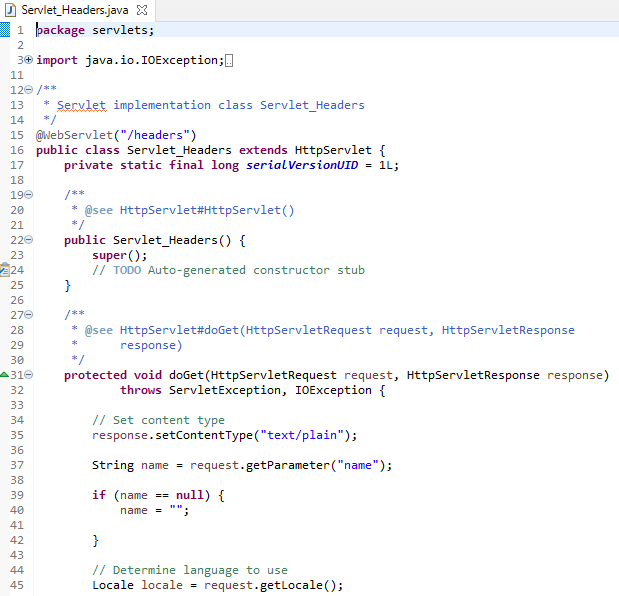 Servlet_Headers.java
1 package servlets;
2
3 import java.io.IOException;
11
12 /**
13 * Servlet implementation class Servlet_Headers
14 */
15 @WebServlet("/headers")
16 public class Servlet_Headers extends HttpServlet {
17 private static final long serialVersionUID = 1L;
18
19 /**
20 * @see HttpServlet#HttpServlet()
21 */
22 public Servlet_Headers() {
23 super();
24 // TODO Auto-generated constructor stub
25 }
26
27 /**
28 * @see HttpServlet#doGet(HttpServletRequest request, HttpServletResponse
29 * response)
30 */
31 protected void doGet(HttpServletRequest request, HttpServletResponse response)
32 throws ServletException, IOException {
33
34 // Set content type
35 response.setContentType("text/plain");
36
37 String name = request.getParameter("name");
38
39 if (name == null) {
40 name = "";
41
42 }
43
44 // Determine language to use
45 Locale locale = request.getLocale();